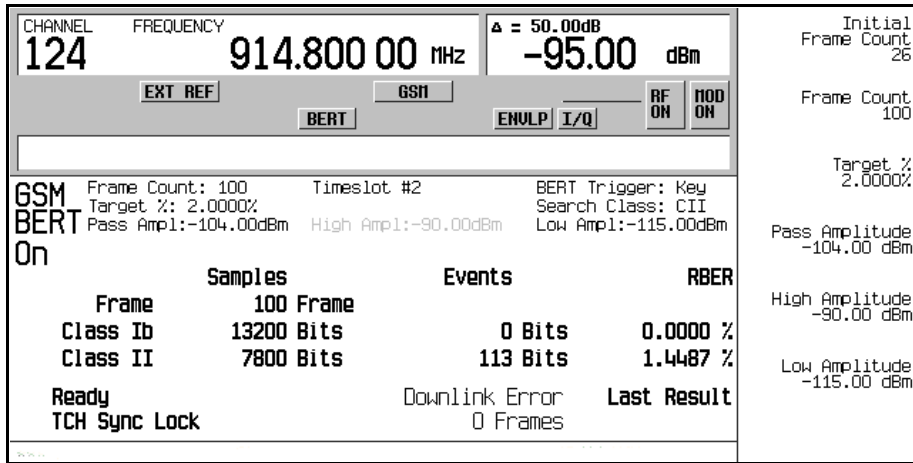 CHANNEL FREQUENCY
124 914.800 00 MHz
Δ = 50.00dB
-95.00 dBm
EXT REF GSM
BERT ENVLP I/Q RF ON MOD ON
GSM BERT On
Frame Count: 100 Timeslot #2 BERT Trigger: Key
Target %: 2.0000% Search Class: CII
Pass Ampl:-104.00dBm High Ampl:-90.00dBm Low Ampl:-115.00dBm
Samples Events RBER
Frame 100 Frame
Class Ib 13200 Bits 0 Bits 0.0000 %
Class II 7800 Bits 113 Bits 1.4487 %
Ready Downlink Error Last Result
TCH Sync Lock 0 Frames
Initial
Frame Count
26
Frame Count
100
Target %
2.0000%
Pass Amplitude
-104.00 dBm
High Amplitude
-90.00 dBm
Low Amplitude
-115.00 dBm